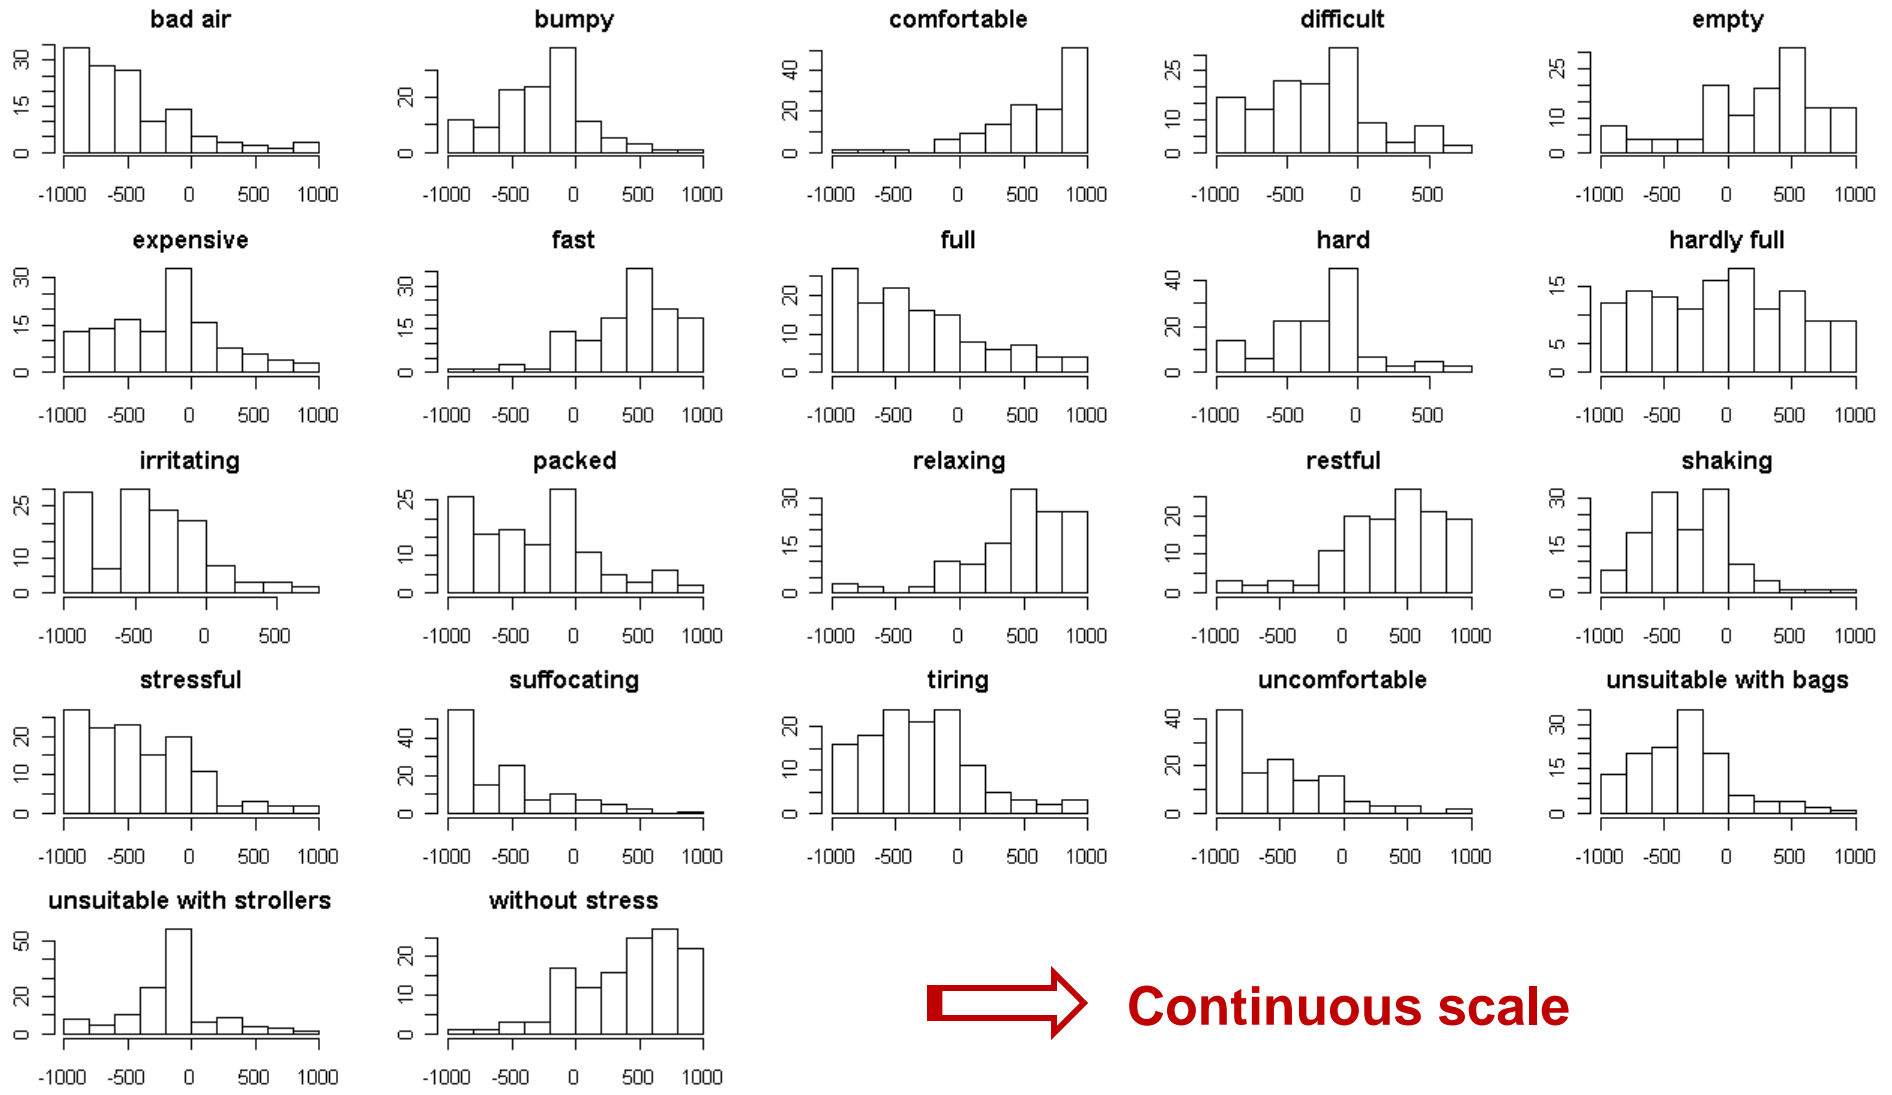 bad air bumpy comfortable difficult empty
30 15 0 20 0 40 20 0 25 10 0 25 10 0
-1000 -500 0 500 1000 -1000 -500 0 500 1000 -1000 -500 0 500 1000 -1000 -500 0 500 -1000 -500 0 500 1000
expensive fast full hard hardly full
30 15 0 30 15 0 20 10 0 40 20 0 15 5 0
-1000 -500 0 500 1000 -1000 -500 0 500 1000 -1000 -500 0 500 1000 -1000 -500 0 500 -1000 -500 0 500 1000
irritating packed relaxing restful shaking
25 10 0 25 10 0 30 15 0 20 10 0 30 15 0
-1000 -500 0 500 -1000 -500 0 500 1000 -1000 -500 0 500 1000 -1000 -500 0 500 1000 -1000 -500 0 500 1000
stressful suffocating tiring uncomfortable unsuitable with bags
20 10 0 40 20 0 20 10 0 40 20 0 30 15 0
-1000 -500 0 500 1000 -1000 -500 0 500 1000 -1000 -500 0 500 1000 -1000 -500 0 500 1000 -1000 -500 0 500 1000
unsuitable with strollers without stress
50 20 0 20 10 0
Continuous scale
-1000 -500 0 500 1000 -1000 -500 0 500 1000